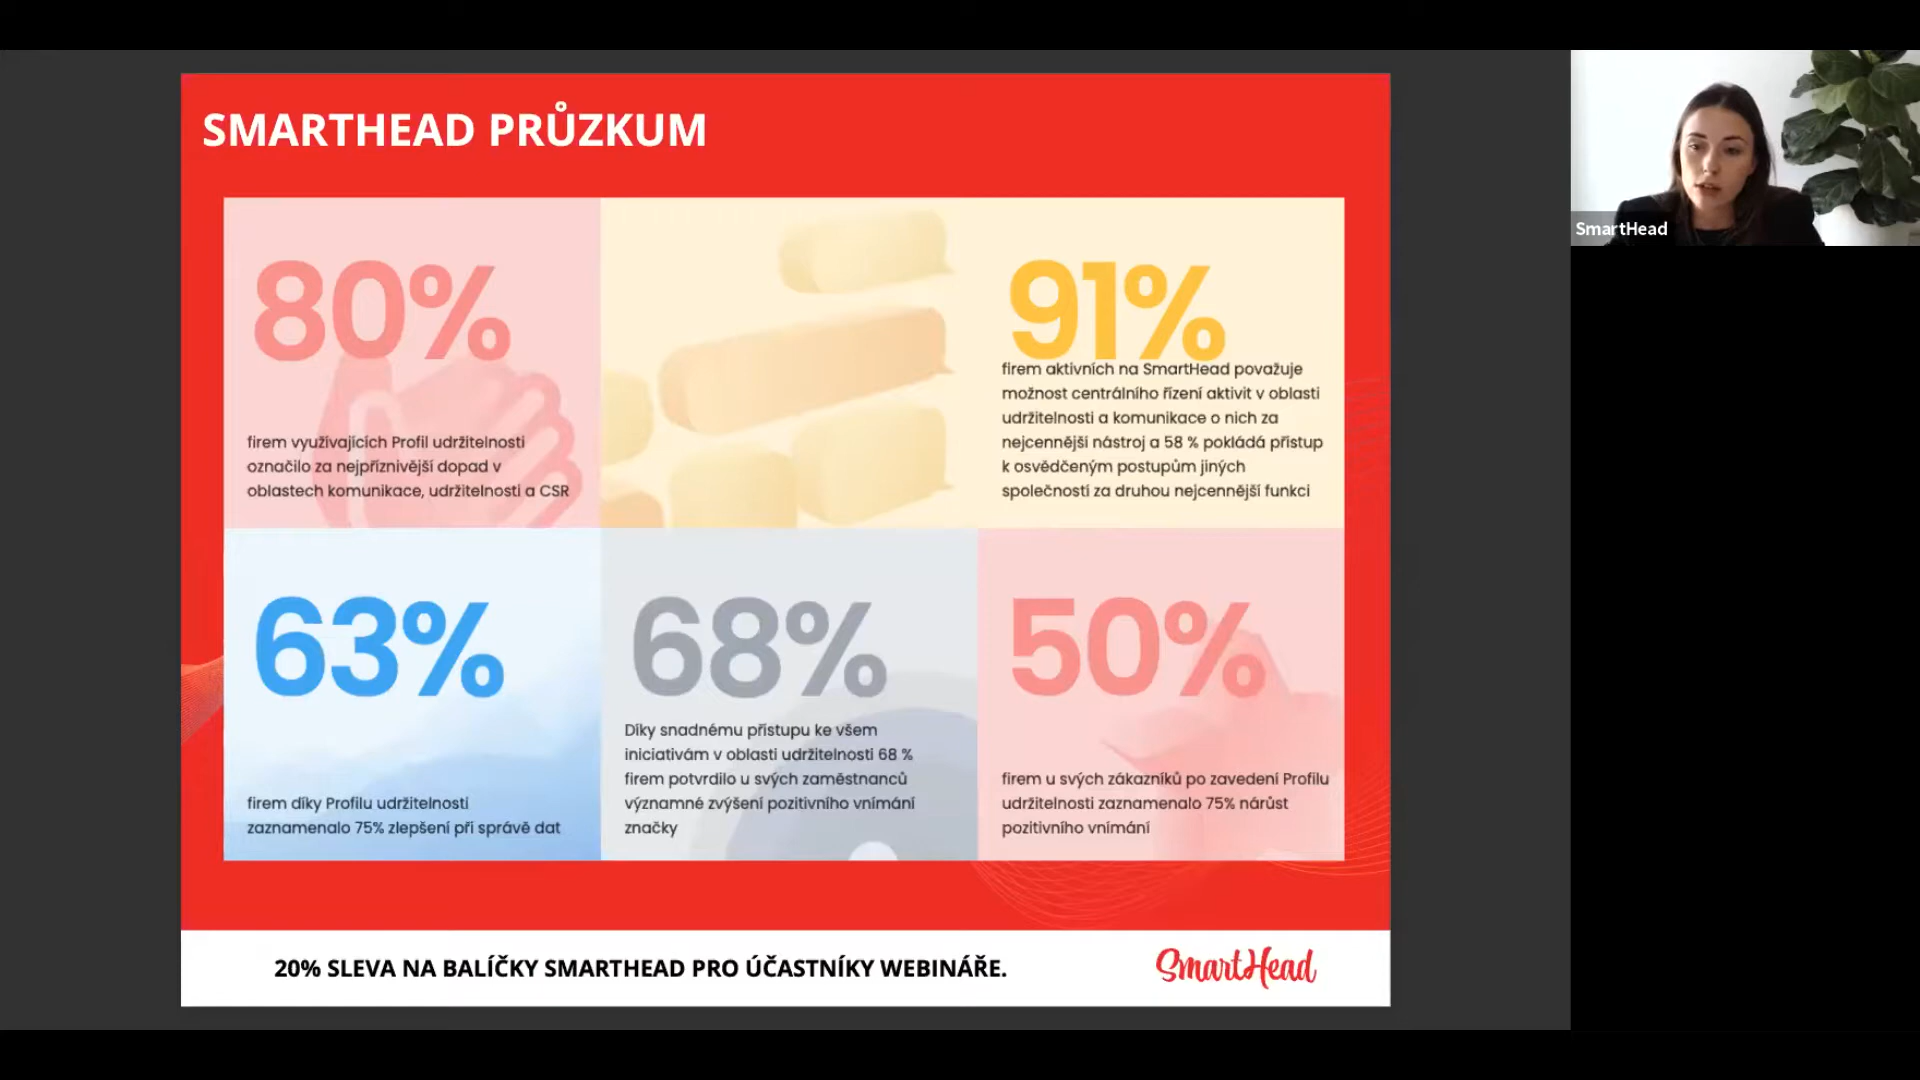 SMARTHEAD PRŮZKUM
80%
firem využívajících Profil udržitelnosti
označilo za nejpříznivější dopad v
oblastech komunikace, udržitelnosti a CSR
91%
firem aktivních na SmartHead považuje
možnost centrálního řízení aktivit v oblasti
udržitelnosti a komunikace o nich za
nejcennější nástroj a 58 % pokládá přístup
k osvědčeným postupům jiných
společností za druhou nejcennější funkci
63%
firem díky Profilu udržitelnosti
zaznamenalo 75% zlepšení při správě dat
68%
Díky snadnému přístupu ke všem
iniciativám v oblasti udržitelnosti 68 %
firem potvrdilo u svých zaměstnanců
významné zvýšení pozitivního vnímání
značky
50%
firem u svých zákazníků po zavedení Profilu
udržitelnosti zaznamenalo 75% nárůst
pozitivního vnímání
20% SLEVA NA BALÍČKY SMARTHEAD PRO ÚČASTNÍKY WEBINÁŘE.
SmartHead
SmartHead